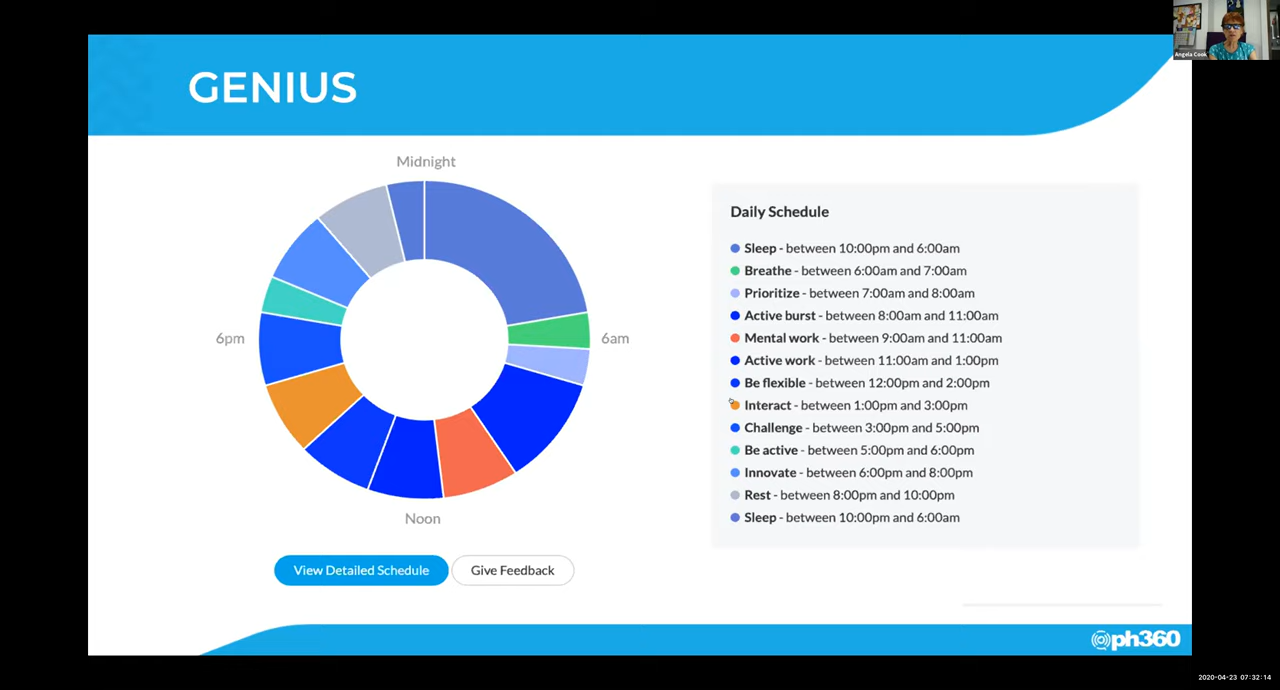 Angela Cook
GENIUS
Midnight
6pm
6am
Noon
View Detailed Schedule
Give Feedback
Daily Schedule
Sleep - between 10:00pm and 6:00am
Breathe - between 6:00am and 7:00am
Prioritize - between 7:00am and 8:00am
Active burst - between 8:00am and 11:00am
Mental work - between 9:00am and 11:00am
Active work - between 11:00am and 1:00pm
Be flexible - between 12:00pm and 2:00pm
Interact - between 1:00pm and 3:00pm
Challenge - between 3:00pm and 5:00pm
Be active - between 5:00pm and 6:00pm
Innovate - between 6:00pm and 8:00pm
Rest - between 8:00pm and 10:00pm
Sleep - between 10:00pm and 6:00am
ph360
2020-04-23 07:32:14